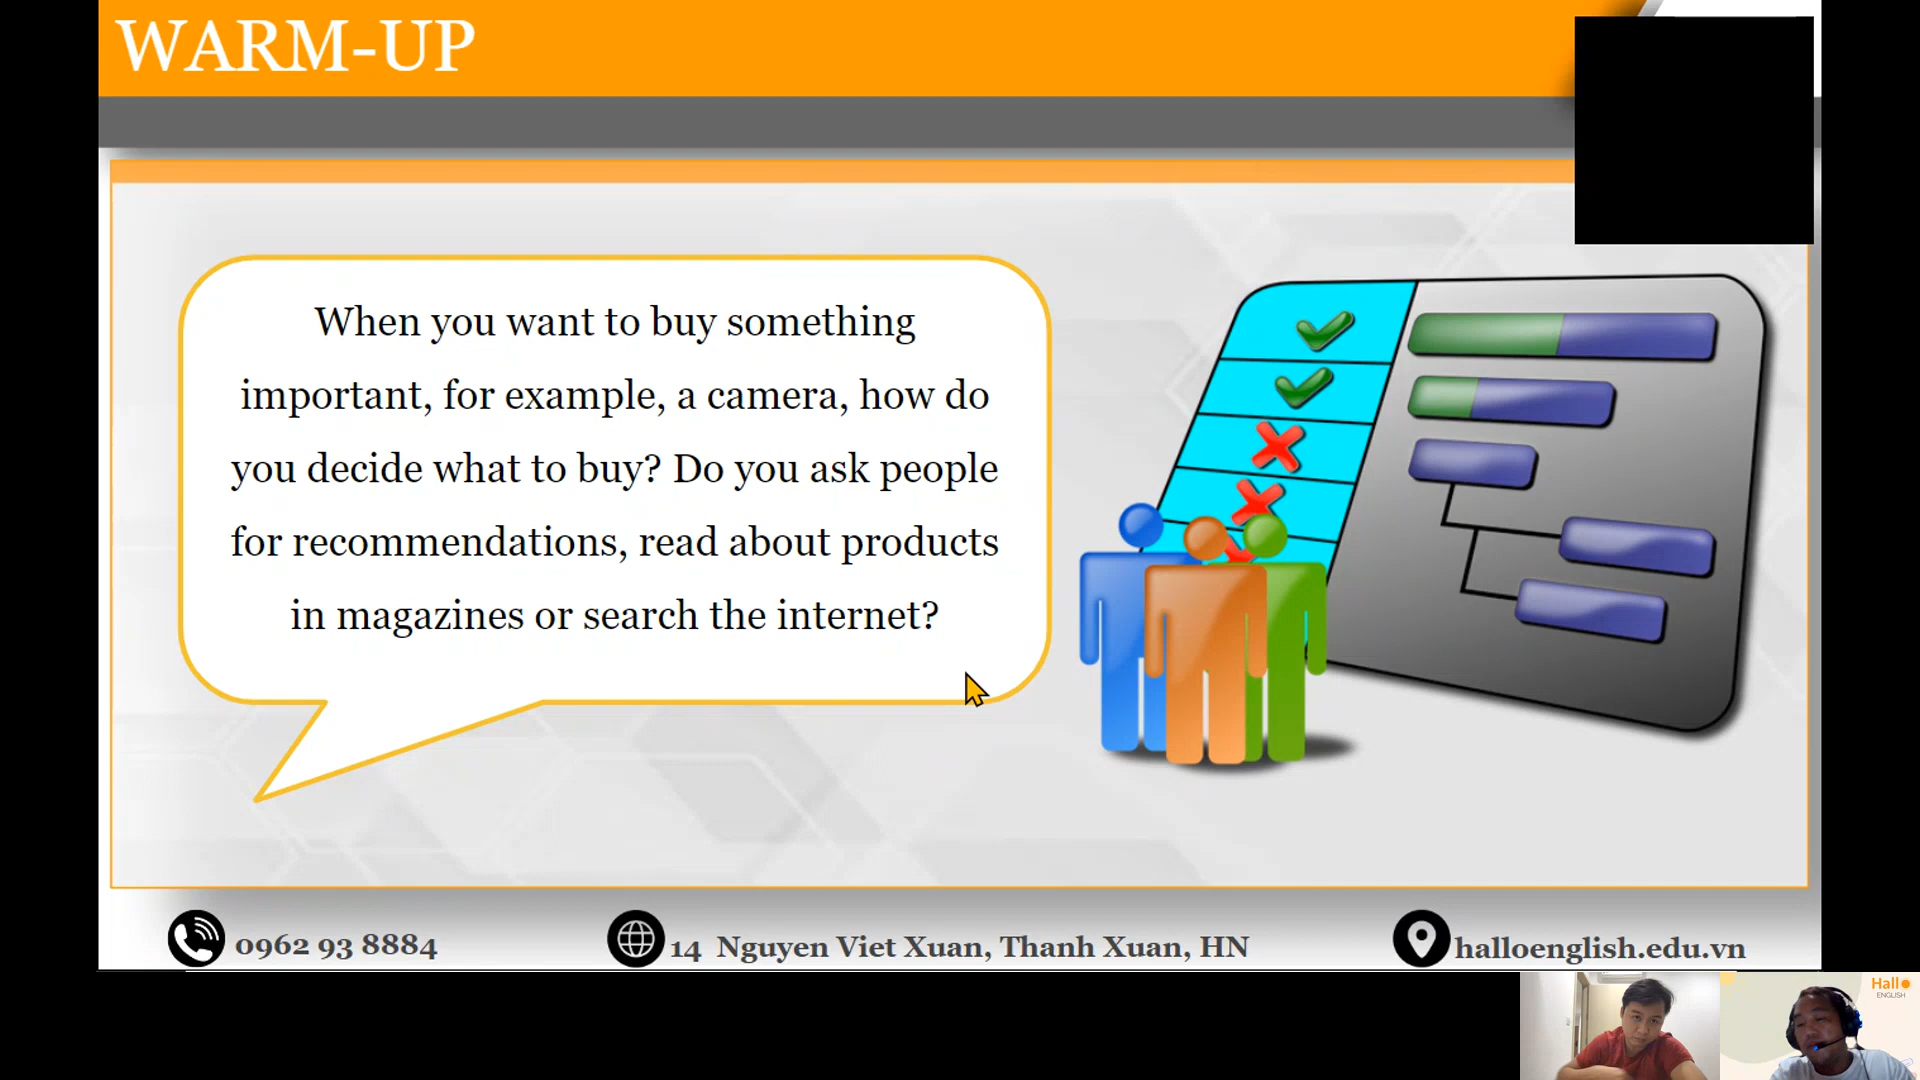 WARM-UP
When you want to buy something
important, for example, a camera, how do
you decide what to buy? Do you ask people
for recommendations, read about products
in magazines or search the internet?
0962 93 8884
14 Nguyen Viet Xuan, Thanh Xuan, HN
halloenglish.edu.vn
Hall
ENGLISH